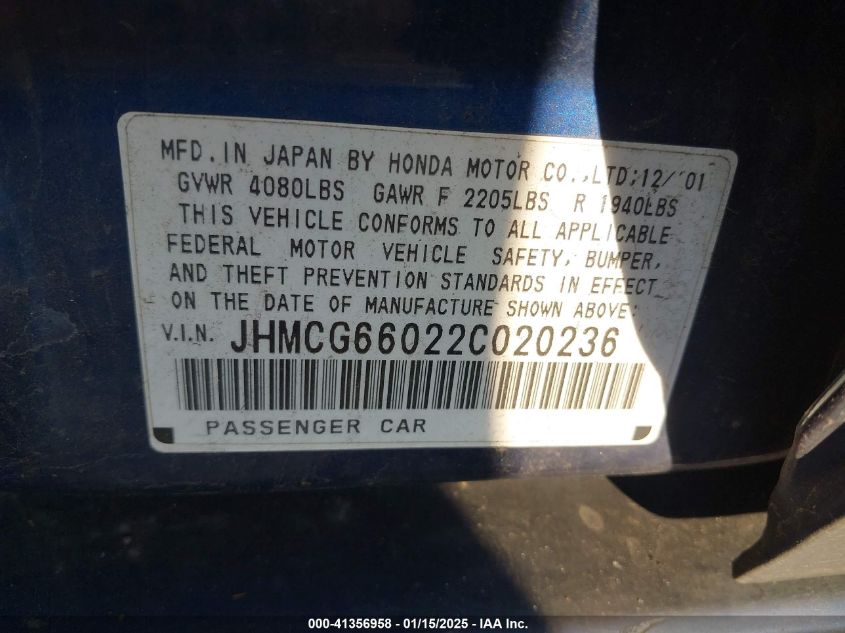 MFD. IN JAPAN BY HONDA MOTOR CO., LTD; 12/'01
GVWR 4080LBS GAWR F 2205LBS R 1940LBS
THIS VEHICLE CONFORMS TO ALL APPLICABLE
FEDERAL MOTOR VEHICLE SAFETY, BUMPER,
AND THEFT PREVENTION STANDARDS IN EFFECT
ON THE DATE OF MANUFACTURE SHOWN ABOVE:
V.I.N. JHMCG66022C020236
PASSENGER CAR
000-41356958 - 01/15/2025 - IAA Inc.